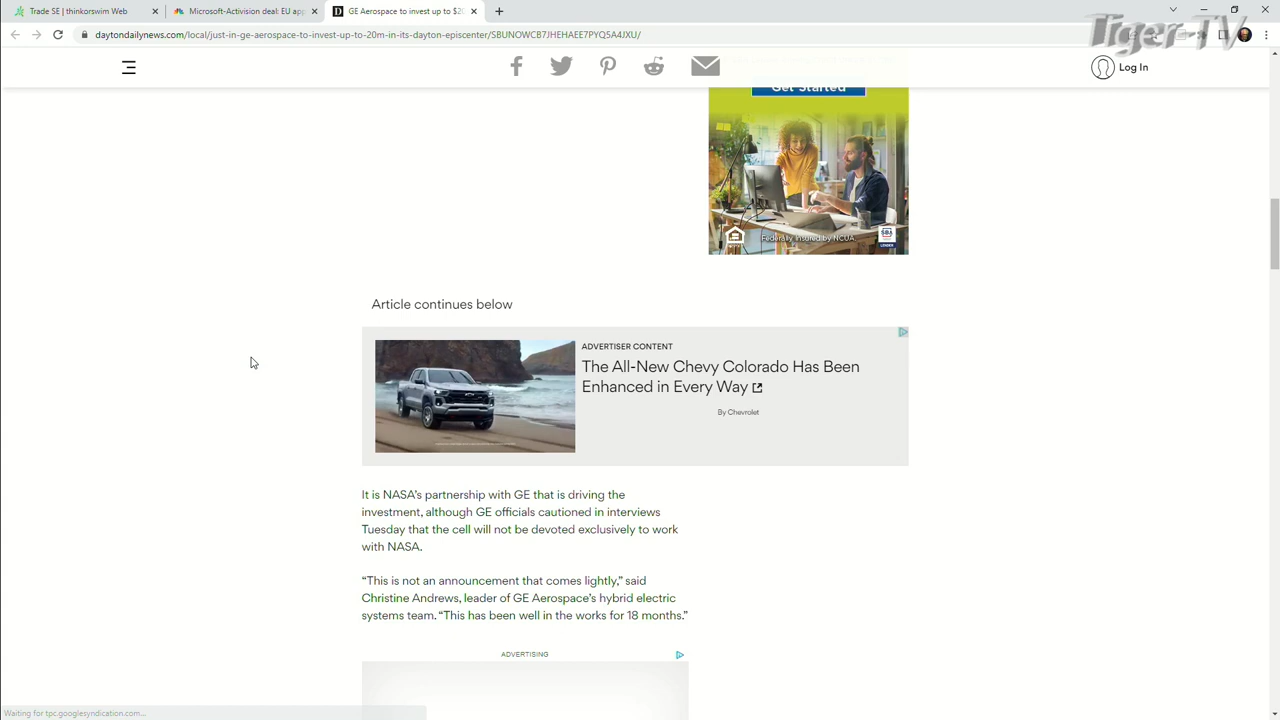 Trade SE | thinkorswim Web
Microsoft-Activision deal: EU app
GE Aerospace to invest up to $20
daytondailynews.com/local/just-in-ge-aerospace-to-invest-up-to-20m-in-its-dayton-episcenter/SBUNOWCB7JHEHAEE7PYQ5A4JXU/
Tiger-TV
Log In
Get Started
Federally Insured by NCUA.
SBA
LENDER
Article continues below
ADVERTISER CONTENT
The All-New Chevy Colorado Has Been
Enhanced in Every Way
By Chevrolet
It is NASA's partnership with GE that is driving the
investment, although GE officials cautioned in interviews
Tuesday that the cell will not be devoted exclusively to work
with NASA.
“This is not an announcement that comes lightly,” said
Christine Andrews, leader of GE Aerospace’s hybrid electric
systems team. “This has been well in the works for 18 months.”
ADVERTISING
Waiting for tpc.googlesyndication.com...